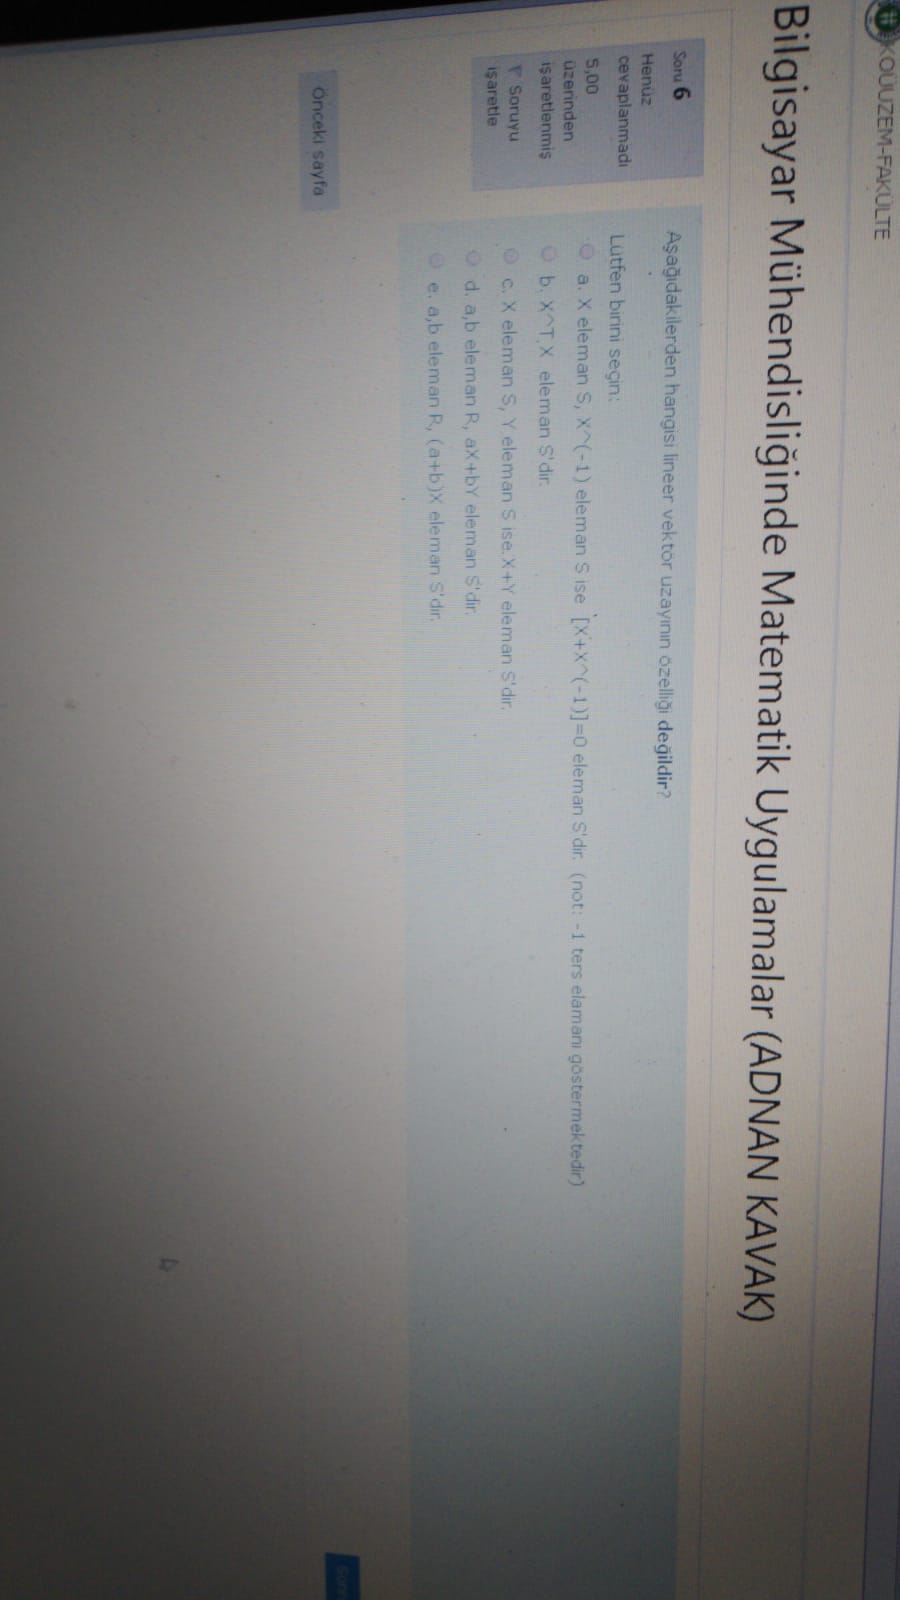 KOÜUZEM-FAKÜLTE
Bilgisayar Mühendisliğinde Matematik Uygulamalar (ADNAN KAVAK)
Soru 6
Henüz
cevaplanmadı
5,00
üzerinden
işaretlenmiş
Soruyu
işaretle
Aşağıdakilerden hangisi lineer vektör uzayının özelliği değildir?
Lütfen birini seçin:
a. X eleman S, X^(-1) eleman S ise [X+X^(-1)]=0 eleman S'dir. (not: -1 ters elamanı göstermektedir)
b. X^T.X eleman S'dir.
c. X eleman S, Y eleman S ise X+Y eleman S'dir.
d. a,b eleman R, aX+bY eleman S'dir.
e. a,b eleman R, (a+b)X eleman S'dir.
Önceki sayfa